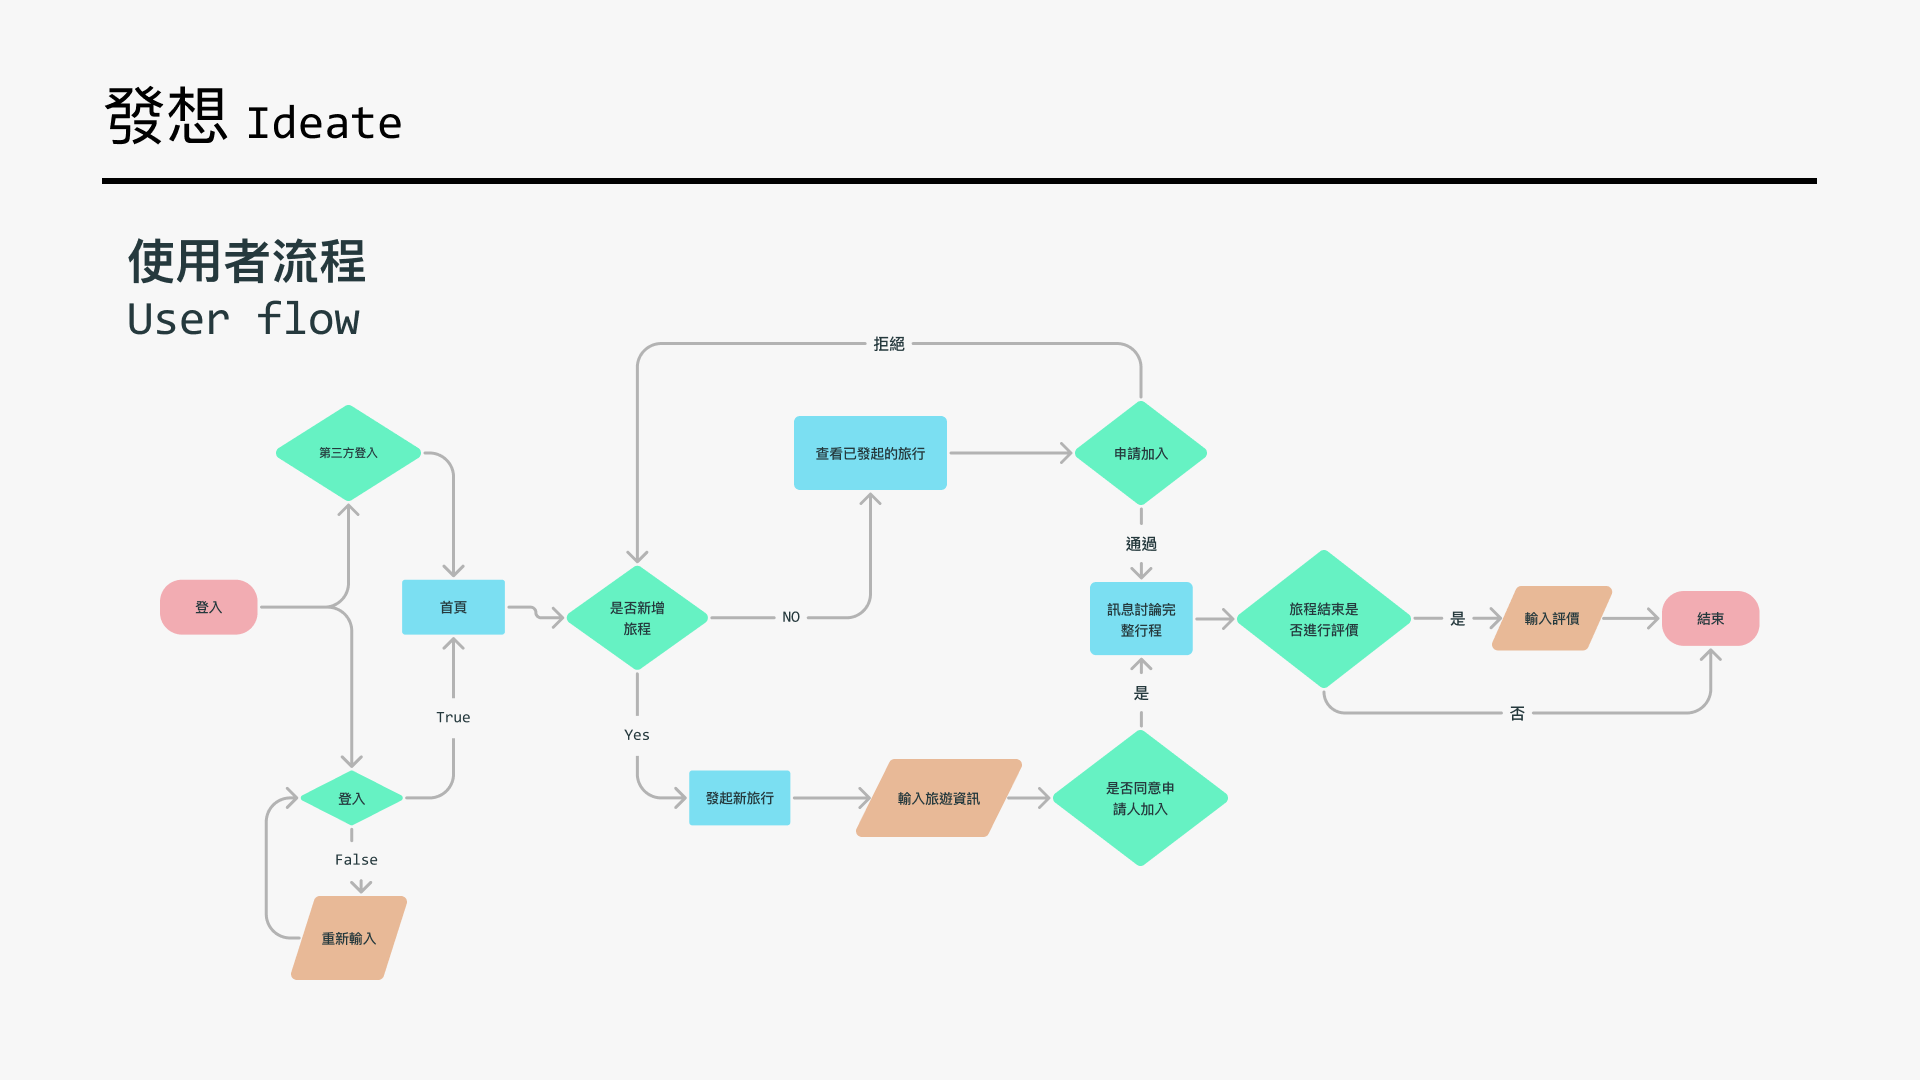 發想 Ideate
使用者流程
User flow
拒絕
第三方登入
查看已發起的旅行
申請加入
通過
登入
首頁
是否新增
旅程
NO
訊息討論完
整行程
旅程結束是
否進行評價
是
輸入評價
結束
是
否
True
Yes
登入
發起新旅行
輸入旅遊資訊
是否同意申
請人加入
False
重新輸入